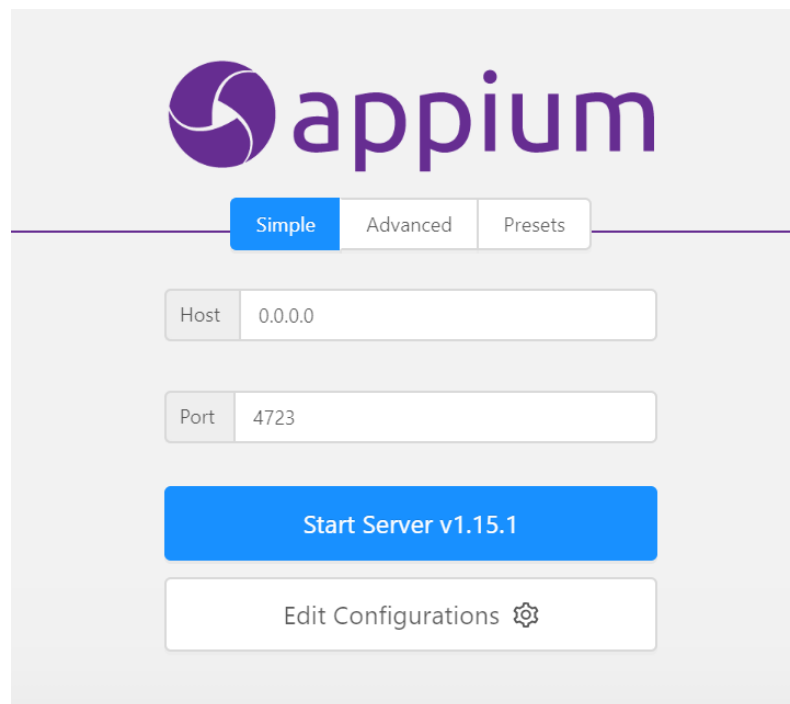 appium
Simple Advanced Presets
Host 0.0.0.0
Port 4723
Start Server v1.15.1
Edit Configurations